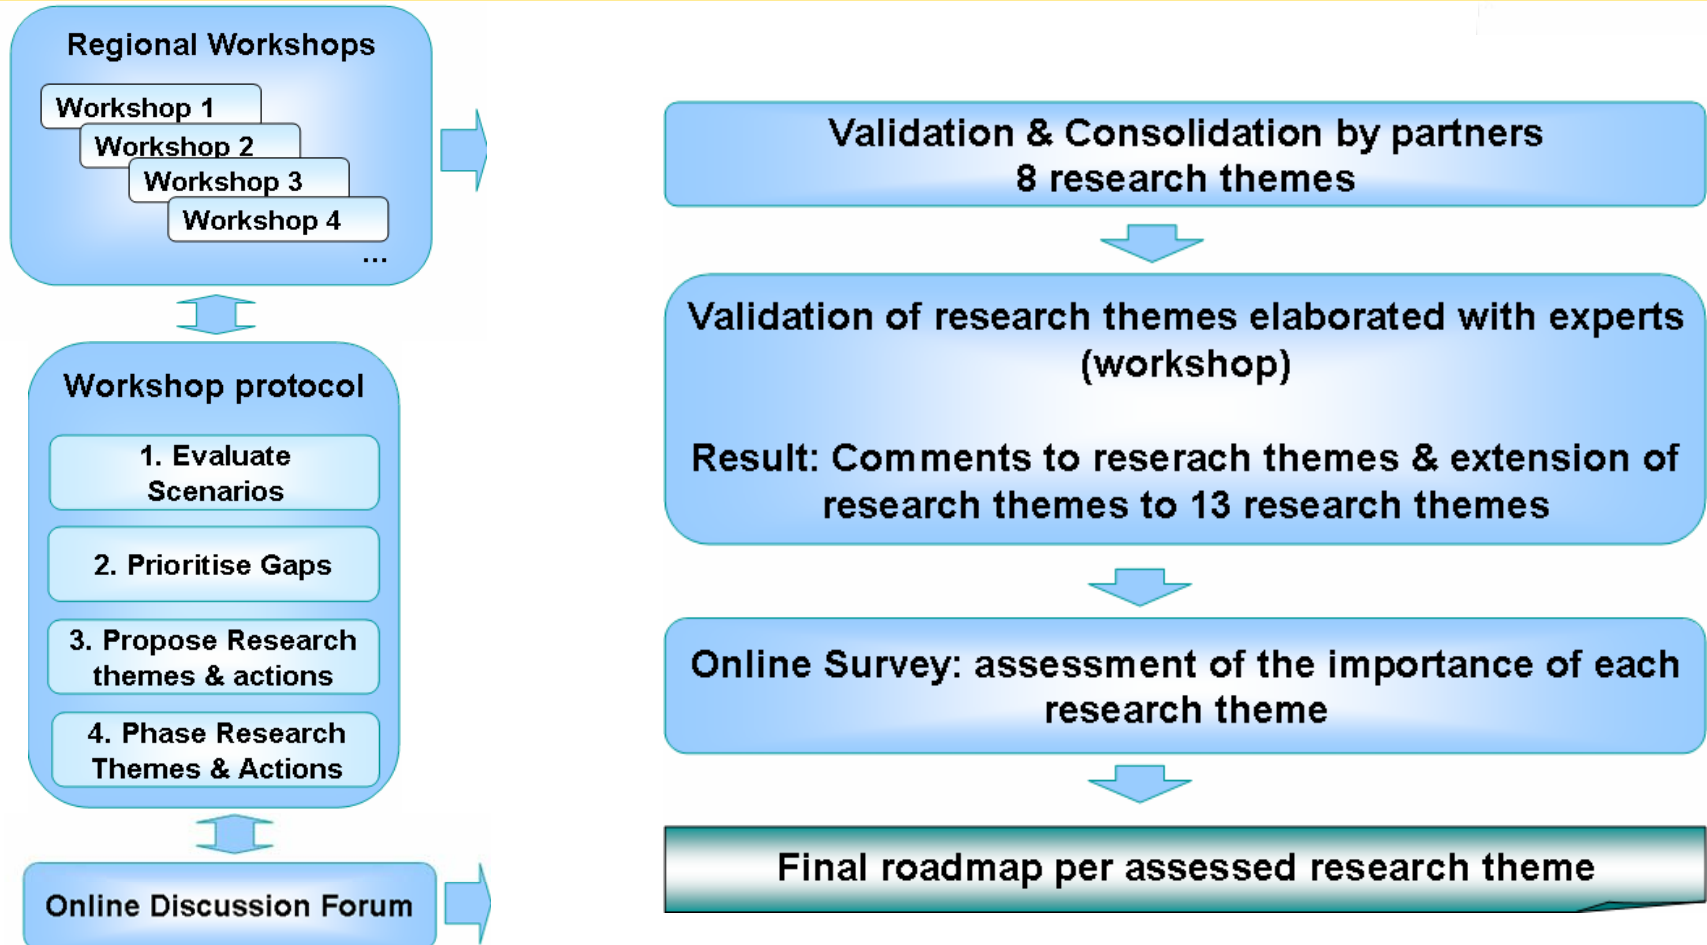 Regional Workshops
Workshop 1
Workshop 2
Workshop 3
Workshop 4
...
Workshop protocol
1. Evaluate
Scenarios
2. Prioritise Gaps
3. Propose Research
themes & actions
4. Phase Research
Themes & Actions
Online Discussion Forum
Validation & Consolidation by partners
8 research themes
Validation of research themes elaborated with experts
(workshop)
Result: Comments to reserach themes & extension of
research themes to 13 research themes
Online Survey: assessment of the importance of each
research theme
Final roadmap per assessed research theme